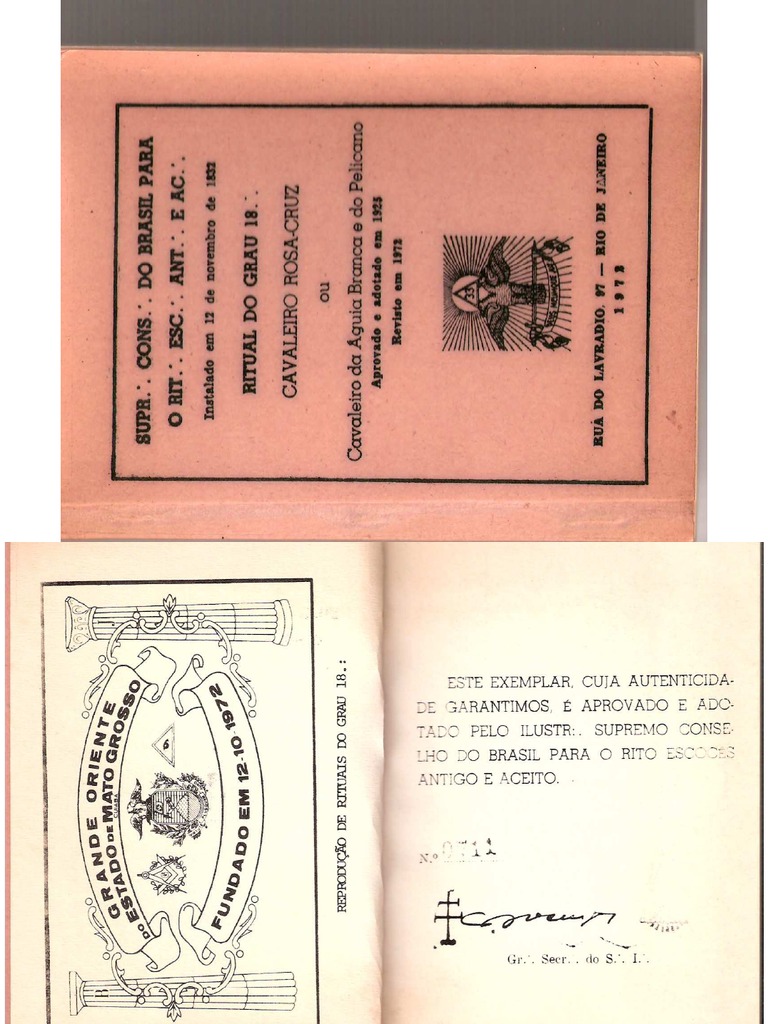 SUPR.∴ CONS.∴ DO BRASIL PARA
O RIT.∴ ESC.∴ ANT.∴ E AC.∴
Instalado em 12 de novembro de 1832
RITUAL DO GRAU 18.∴
CAVALEIRO ROSA-CRUZ
ou
Cavaleiro da Aguia Branca e do Pelicano
Aprovado e adotado em 1925
Revisto em 1972
33
RUA DO LAVRADIO, 97 — RIO DE JANEIRO
1972
GRANDE ORIENTE
DO ESTADO DE MATO GROSSO
CUIABÁ
G
FUNDADO EM 12-10-1972
B
REPRODUÇÃO DE RITUAIS DO GRAU 18.:
ESTE EXEMPLAR, CUJA AUTENTICIDA-
DE GARANTIMOS, É APROVADO E ADO-
TADO PELO ILUSTR:. SUPREMO CONSE-
LHO DO BRASIL PARA O RITO ESCOCÊS
ANTIGO E ACEITO.
N.º
Gr.∴ Secr.∴ do S.∴ I.∴